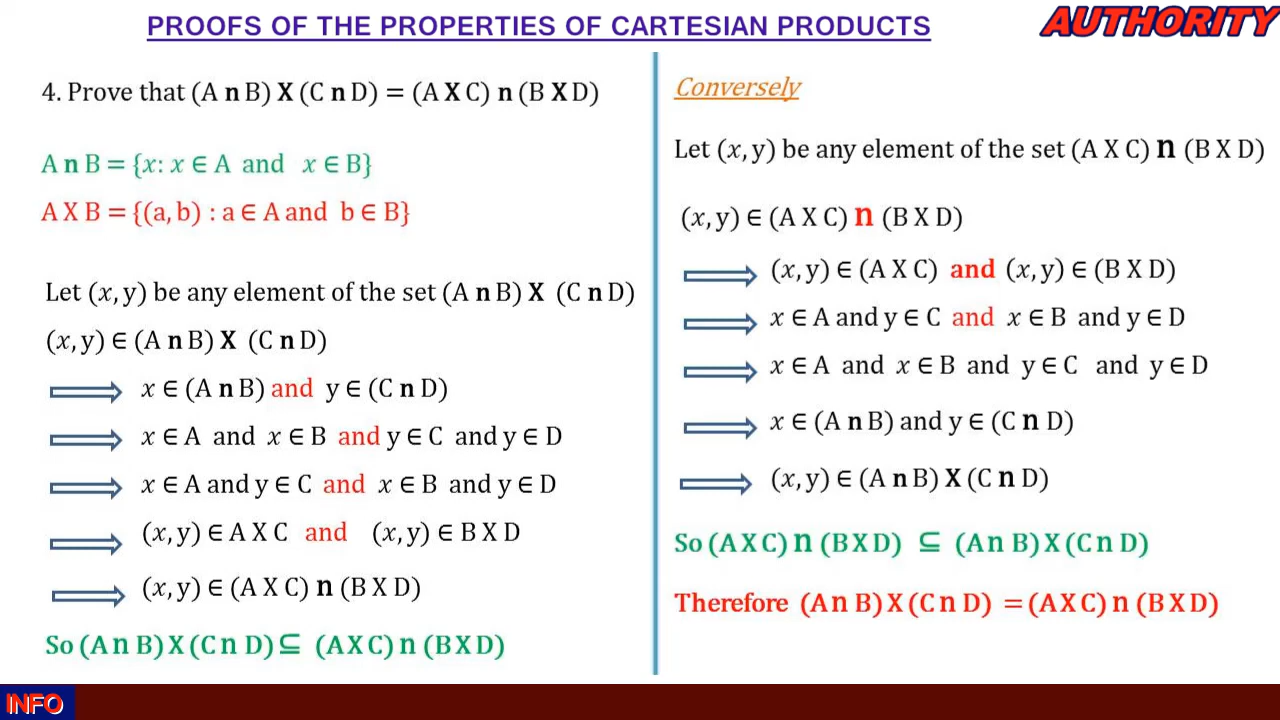 PROOFS OF THE PROPERTIES OF CARTESIAN PRODUCTS
AUTHORITY
4. Prove that (A n B) X (C n D) = (A X C) n (B X D)
A n B = {x: x ∈ A and x ∈ B}
A X B = {(a, b) : a ∈ A and b ∈ B}
Let (x, y) be any element of the set (A n B) X (C n D)
(x, y) ∈ (A n B) X (C n D)
x ∈ (A n B) and y ∈ (C n D)
x ∈ A and x ∈ B and y ∈ C and y ∈ D
x ∈ A and y ∈ C and x ∈ B and y ∈ D
(x, y) ∈ A X C and (x, y) ∈ B X D
(x, y) ∈ (A X C) n (B X D)
So (A n B) X (C n D) ⊆ (A X C) n (B X D)
Conversely
Let (x, y) be any element of the set (A X C) n (B X D)
(x, y) ∈ (A X C) n (B X D)
(x, y) ∈ (A X C) and (x, y) ∈ (B X D)
x ∈ A and y ∈ C and x ∈ B and y ∈ D
x ∈ A and x ∈ B and y ∈ C and y ∈ D
x ∈ (A n B) and y ∈ (C n D)
(x, y) ∈ (A n B) X (C n D)
So (A X C) n (B X D) ⊆ (A n B) X (C n D)
Therefore (A n B) X (C n D) = (A X C) n (B X D)
INFO